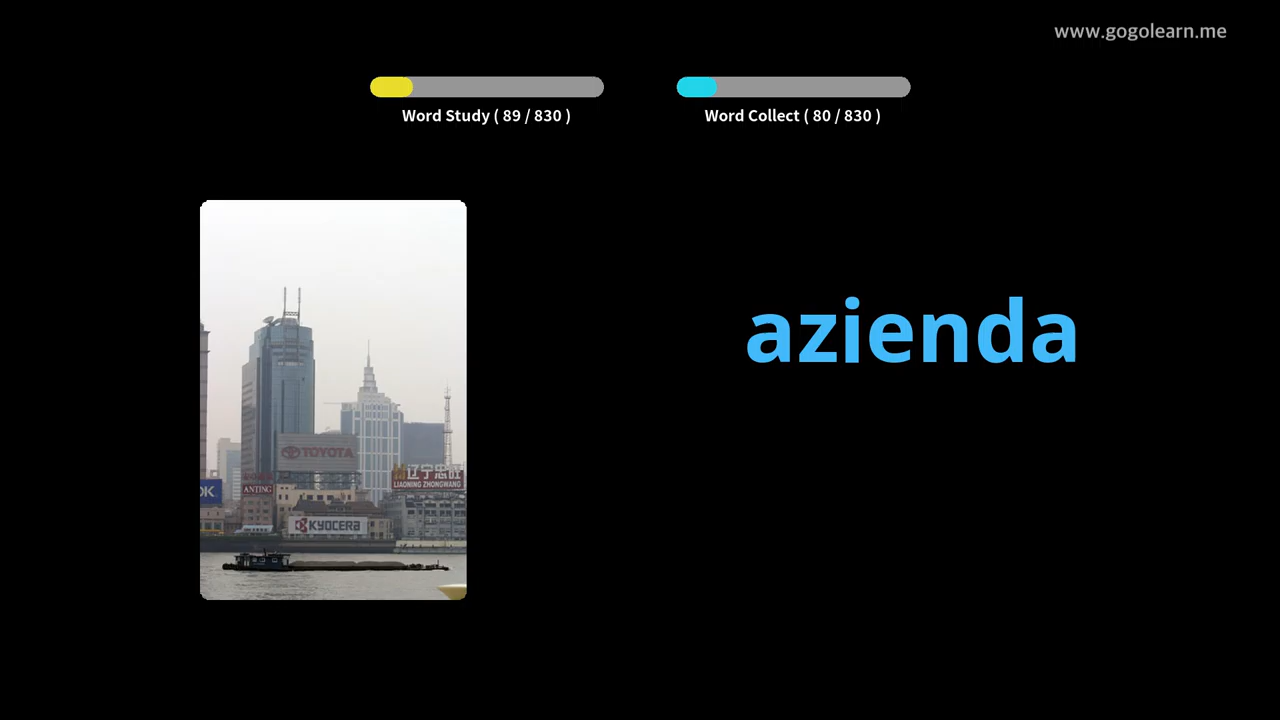 www.gogolearn.me
Word Study ( 89 / 830 )
Word Collect ( 80 / 830 )
azienda
TOYOTA
辽宁忠旺
LIAONING ZHONGWANG
ANTING
KYOCERA